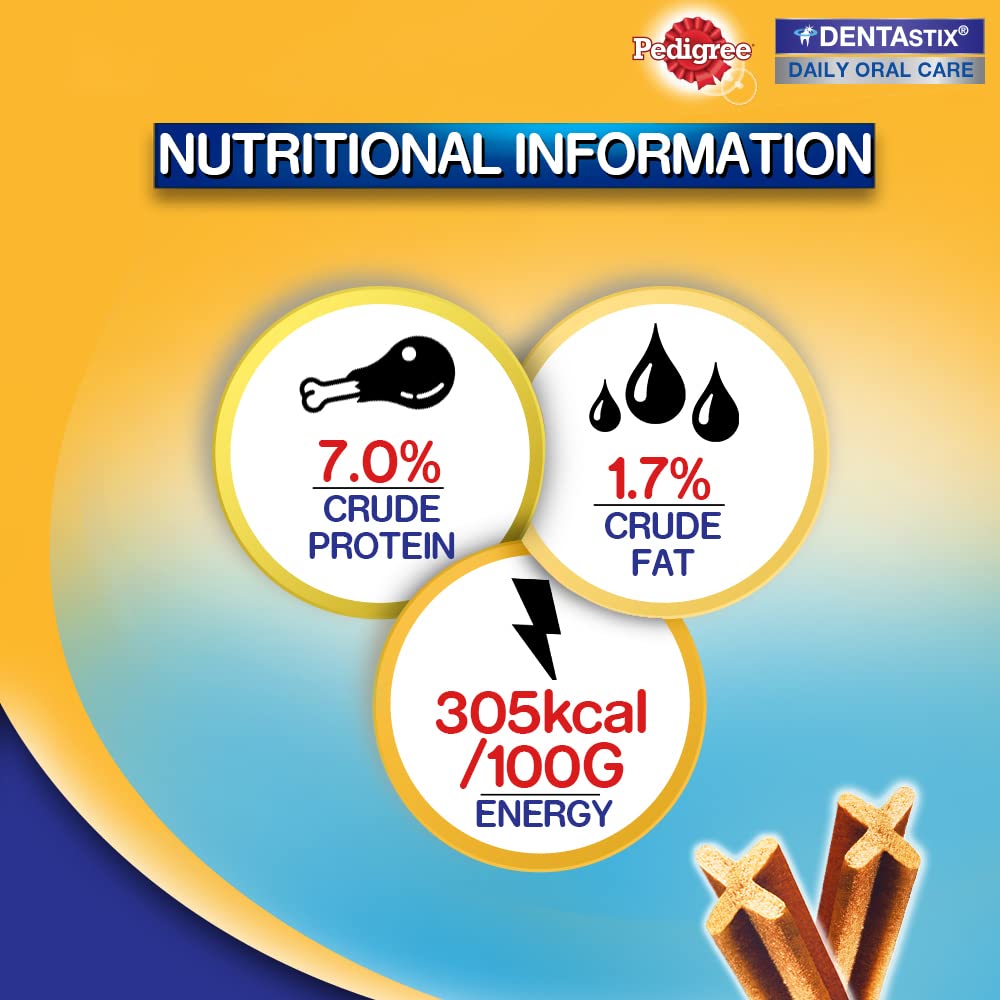 Pedigree
DENTASTIX®
DAILY ORAL CARE
NUTRITIONAL INFORMATION
7.0%
CRUDE
PROTEIN
1.7%
CRUDE
FAT
305kcal
/100G
ENERGY